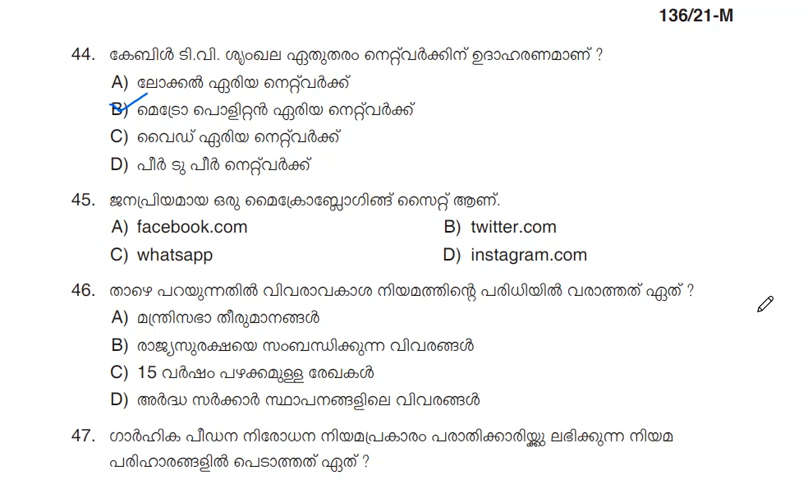 136/21-M
44. കേബിൾ ടി.വി. ശൃംഖല ഏതുതരം നെറ്റ്‌വർക്കിന് ഉദാഹരണമാണ് ?
A) ലോക്കൽ ഏരിയ നെറ്റ്‌വർക്ക്
B) മെട്രോ പൊളിറ്റൻ ഏരിയ നെറ്റ്‌വർക്ക്
C) വൈഡ് ഏരിയ നെറ്റ്‌വർക്ക്
D) പീർ ടു പീർ നെറ്റ്‌വർക്ക്
45. ജനപ്രിയമായ ഒരു മൈക്രോബ്ലോഗിങ്ങ് സൈറ്റ് ആണ്.
A) facebook.com B) twitter.com
C) whatsapp D) instagram.com
46. താഴെ പറയുന്നതിൽ വിവരാവകാശ നിയമത്തിന്റെ പരിധിയിൽ വരാത്തത് ഏത് ?
A) മന്ത്രിസഭാ തീരുമാനങ്ങൾ
B) രാജ്യസുരക്ഷയെ സംബന്ധിക്കുന്ന വിവരങ്ങൾ
C) 15 വർഷം പഴക്കമുള്ള രേഖകൾ
D) അർദ്ധ സർക്കാർ സ്ഥാപനങ്ങളിലെ വിവരങ്ങൾ
47. ഗാർഹിക പീഡന നിരോധന നിയമപ്രകാരം പരാതിക്കാരിയ്ക്കു ലഭിക്കുന്ന നിയമ
പരിഹാരങ്ങളിൽ പെടാത്തത് ഏത് ?